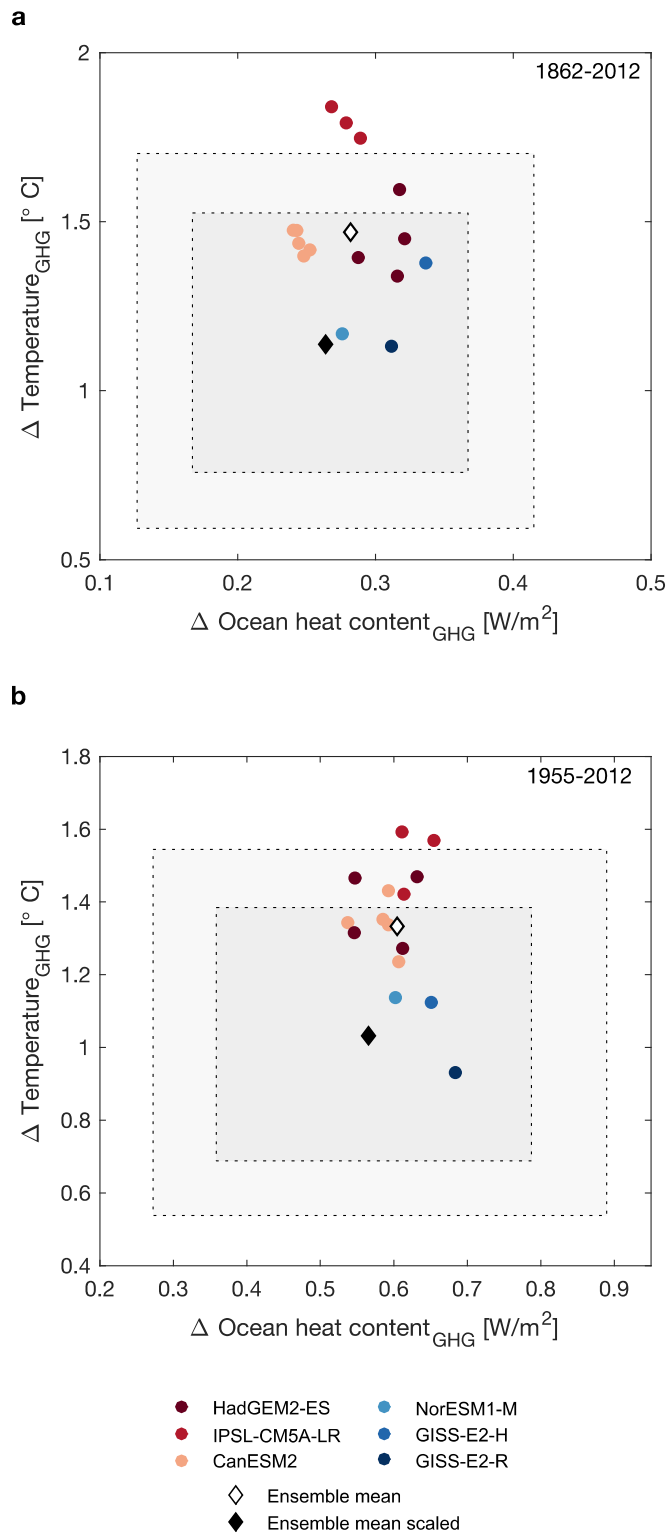 a
2
1862-2012
1.5
Δ Temperature_GHG [° C]
1
0.5
0.1 0.2 0.3 0.4 0.5
Δ Ocean heat content_GHG [W/m²]
b
1.8
1955-2012
1.6
1.4
1.2
Δ Temperature_GHG [° C]
1
0.8
0.6
0.4
0.2 0.3 0.4 0.5 0.6 0.7 0.8 0.9
Δ Ocean heat content_GHG [W/m²]
HadGEM2-ES NorESM1-M
IPSL-CM5A-LR GISS-E2-H
CanESM2 GISS-E2-R
Ensemble mean
Ensemble mean scaled